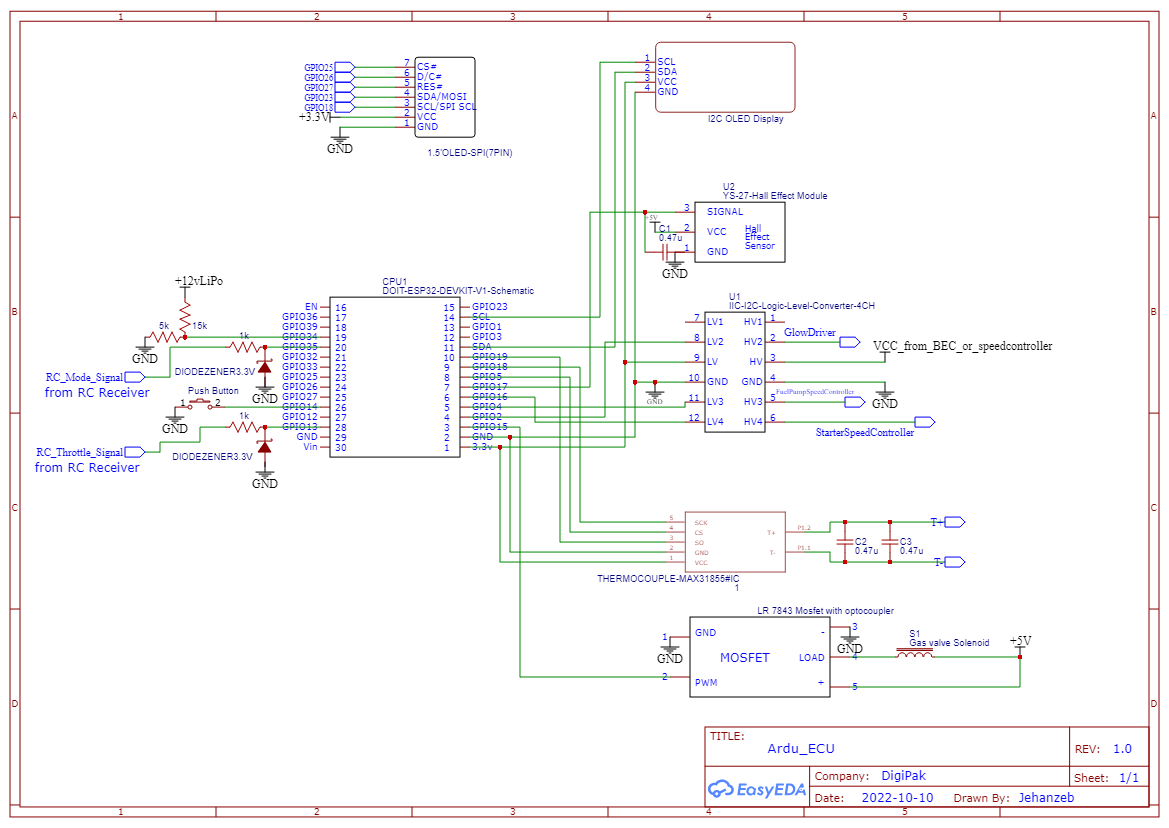 1 2 3 4 5
A
B
C
D
A
B
C
D
1 2 3 4 5
GPIO25 7 CS#
GPIO26 6 D/C#
GPIO27 5 RES#
GPIO23 4 SDA/MOSI
GPIO18 3 SCL/SPI SCL
+3.3V 2 VCC
1 GND
GND
1.5'OLED-SPI(7PIN)
1 SCL
2 SDA
3 VCC
4 GND
I2C OLED Display
U2
YS-27-Hall Effect Module
3 SIGNAL
2 VCC
1 GND
Hall
Effect
Sensor
+5V
C1
0.47u
GND
+12vLiPo
5k
15k
GND
1k
DIODEZENER3.3V
GND
RC_Mode_Signal
from RC Receiver
Push Button
1 2
GND
1k
RC_Throttle_Signal
from RC Receiver
DIODEZENER3.3V
GND
CPU1
DOIT-ESP32-DEVKIT-V1-Schematic
EN 16 15 GPIO23
GPIO36 17 14 SCL
GPIO39 18 13 GPIO1
GPIO34 19 12 GPIO3
GPIO35 20 11 SDA
GPIO32 21 10 GPIO19
GPIO33 22 9 GPIO18
GPIO25 23 8 GPIO5
GPIO26 24 7 GPIO17
GPIO27 25 6 GPIO16
GPIO14 26 5 GPIO4
GPIO12 27 4 GPIO2
GPIO13 28 3 GPIO15
GND 29 2 GND
Vin 30 1 3.3v
U1
IIC-I2C-Logic-Level-Converter-4CH
7 LV1 HV1 1
8 LV2 HV2 2
9 LV HV 3
10 GND GND 4
11 LV3 HV3 5
12 LV4 HV4 6
GND
GlowDriver
VCC_from_BEC_or_speedcontroller
GND
FuelPumpSpeedController
StarterSpeedController
5 SCK
4 CS
3 SO
2 GND
1 VCC
T+ P1.2
T- P1.1
THERMOCOUPLE-MAX31855#IC
1
C2
0.47u
C3
0.47u
T+
T-
LR 7843 Mosfet with optocoupler
1 GND
2 PWM
MOSFET
- 3
LOAD 4
+ 5
GND
GND
S1
Gas valve Solenoid
+5V
TITLE:
Ardu_ECU
REV: 1.0
EasyEDA
Company: DigiPak
Sheet: 1/1
Date: 2022-10-10 Drawn By: Jehanzeb